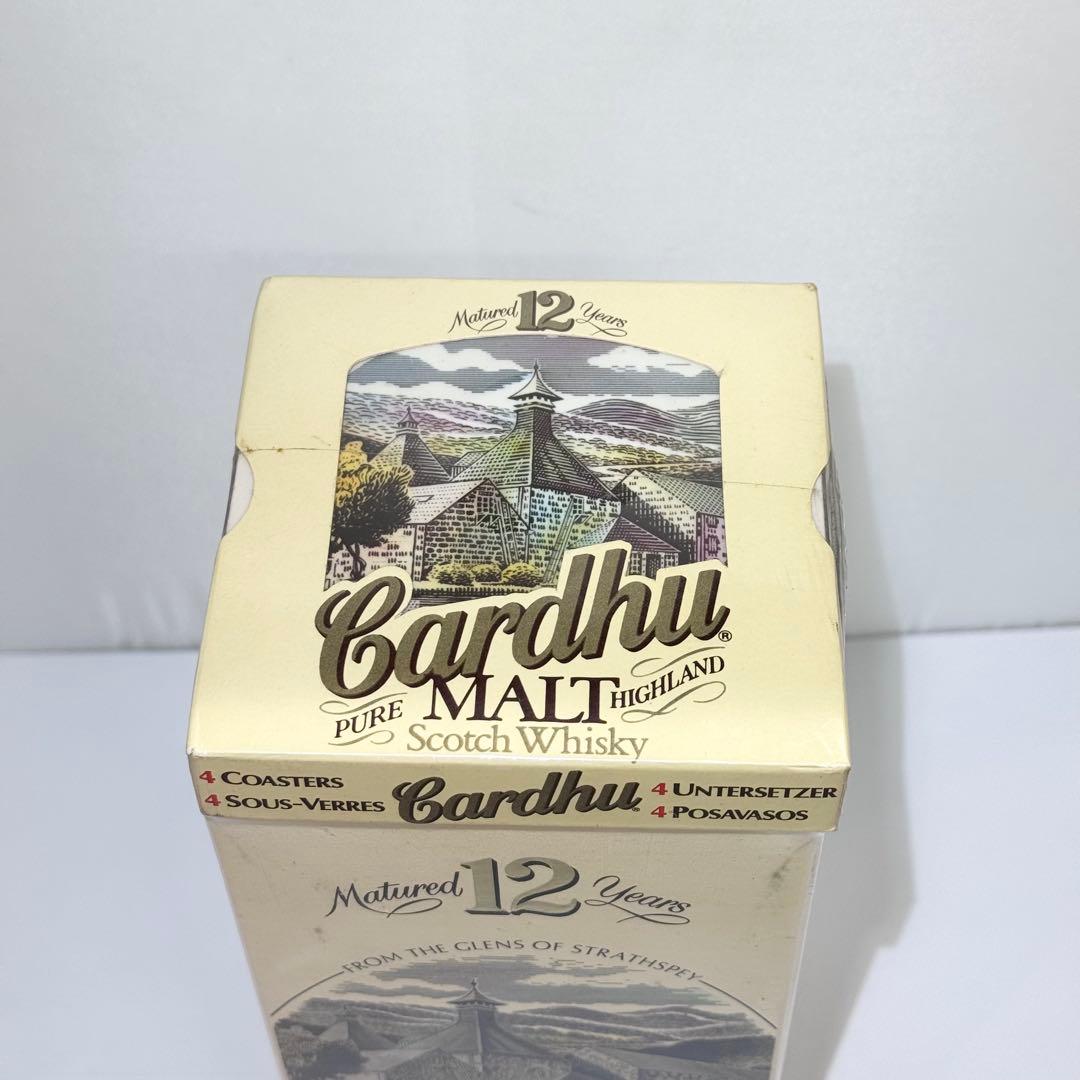 Matured 12 Years
Cardhu®
PURE MALT HIGHLAND
Scotch Whisky
4 COASTERS
4 SOUS-VERRES
Cardhu®
4 UNTERSETZER
4 POSAVASOS
Matured 12 Years
FROM THE GLENS OF STRATHSPEY